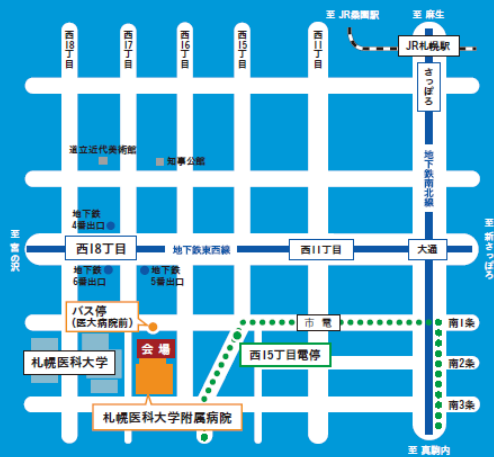 至 JR桑園駅
至 麻生
西18丁目
西17丁目
西16丁目
西15丁目
西11丁目
JR札幌駅
さっぽろ
道立近代美術館
知事公館
地下鉄南北線
地下鉄
4番出口
至 宮の沢
西18丁目
地下鉄東西線
西11丁目
大通
至 新さっぽろ
地下鉄
6番出口
地下鉄
5番出口
バス停
(医大病院前)
市電
南1条
会場
西15丁目電停
札幌医科大学
南2条
札幌医科大学附属病院
南3条
至 真駒内